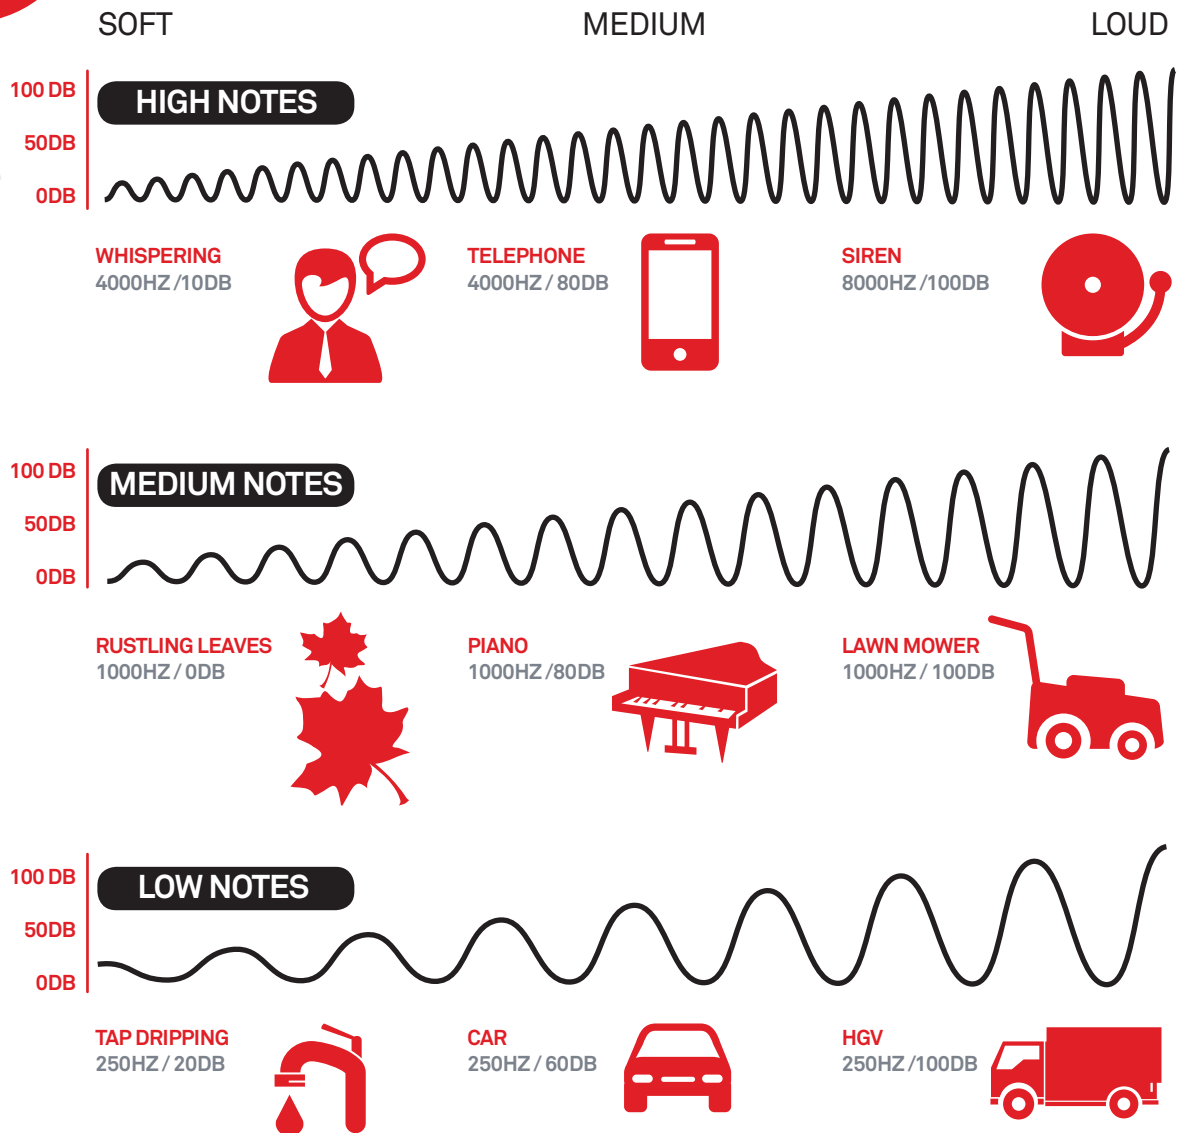 SOFT MEDIUM LOUD
100 DB
HIGH NOTES
50DB
0DB
WHISPERING
4000HZ /10DB
TELEPHONE
4000HZ / 80DB
SIREN
8000HZ /100DB
100 DB
MEDIUM NOTES
50DB
0DB
RUSTLING LEAVES
1000HZ / 0DB
PIANO
1000HZ /80DB
LAWN MOWER
1000HZ / 100DB
100 DB
LOW NOTES
50DB
0DB
TAP DRIPPING
250HZ / 20DB
CAR
250HZ / 60DB
HGV
250HZ /100DB